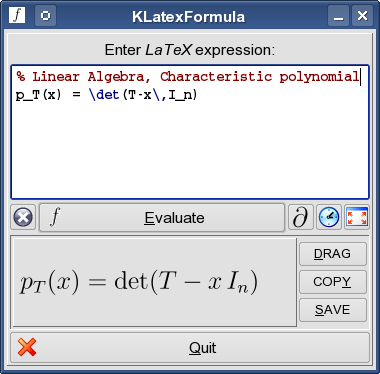 KLatexFormula
Enter LaTeX expression:
% Linear Algebra, Characteristic polynomial
p_T(x) = \det(T-x\,I_n)
f Evaluate ∂
p_T(x) = det(T − x I_n)
DRAG
COPY
SAVE
Quit